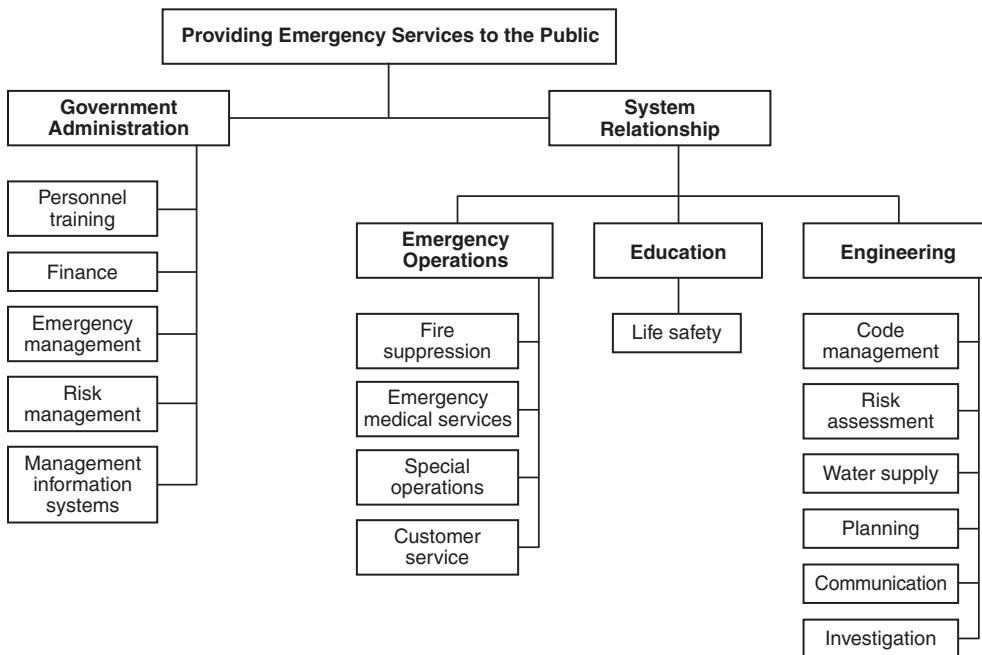 Providing Emergency Services to the Public
Government
Administration
System
Relationship
Personnel
training
Finance
Emergency
management
Risk
management
Management
information
systems
Emergency
Operations
Fire
suppression
Emergency
medical services
Special
operations
Customer
service
Education
Life safety
Engineering
Code
management
Risk
assessment
Water supply
Planning
Communication
Investigation